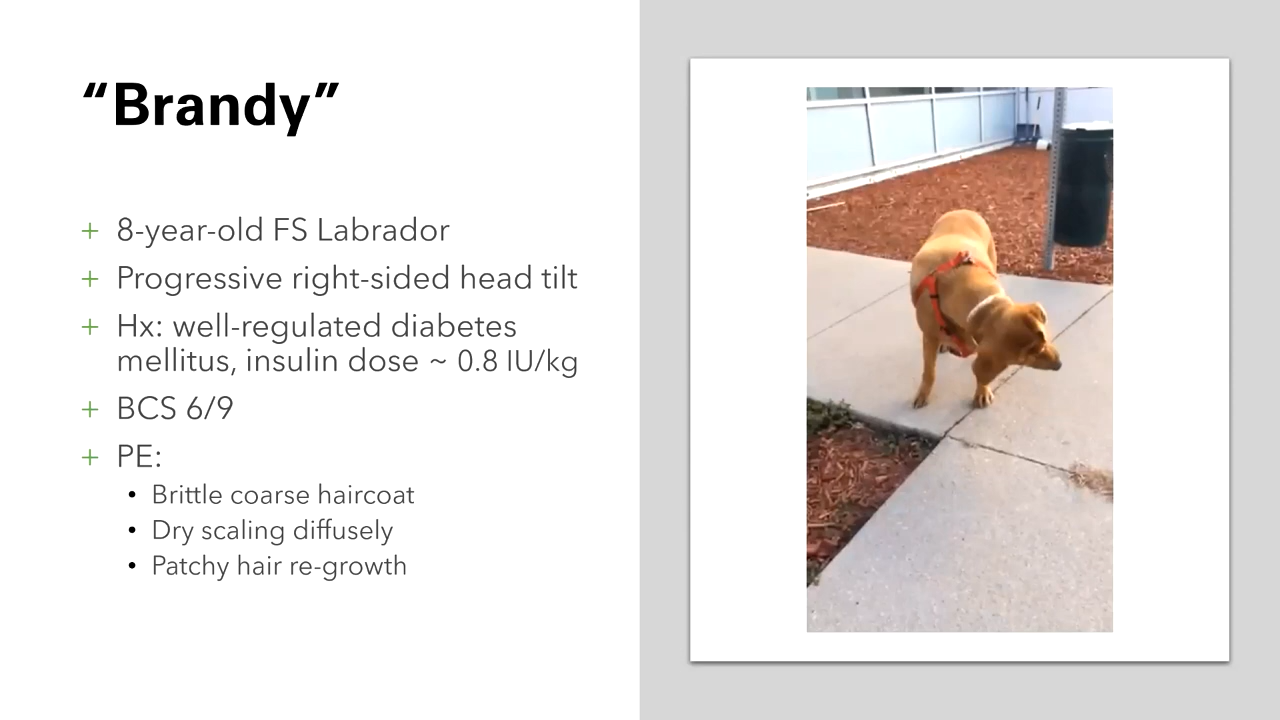 “Brandy”
+ 8-year-old FS Labrador
+ Progressive right-sided head tilt
+ Hx: well-regulated diabetes
mellitus, insulin dose ~ 0.8 IU/kg
+ BCS 6/9
+ PE:
• Brittle coarse haircoat
• Dry scaling diffusely
• Patchy hair re-growth